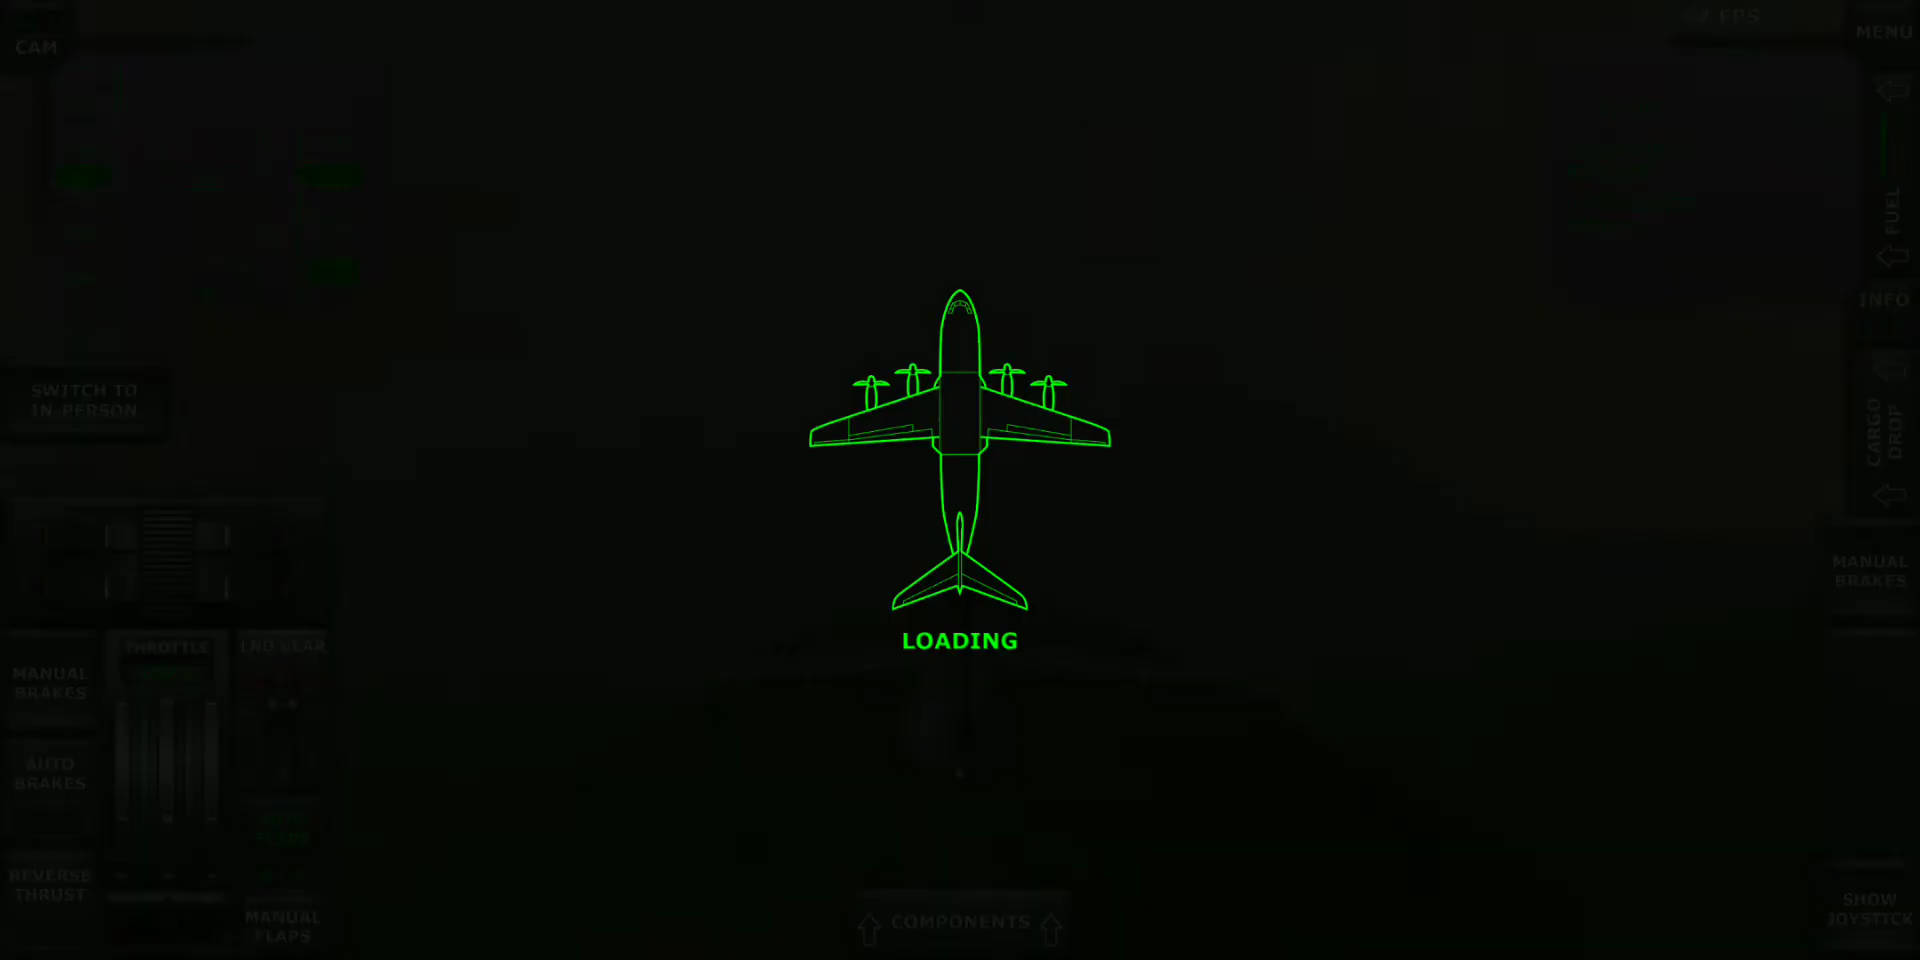 CAM
FPS
MENU
FUEL
INFO
SWITCH TO
IN-PERSON
CARGO
DROP
MANUAL
BRAKES
LOADING
THROTTLE
LND GEAR
MANUAL
BRAKES
AUTO
BRAKES
FLAPS
REVERSE
THRUST
MANUAL
FLAPS
COMPONENTS
SHOW
JOYSTICK